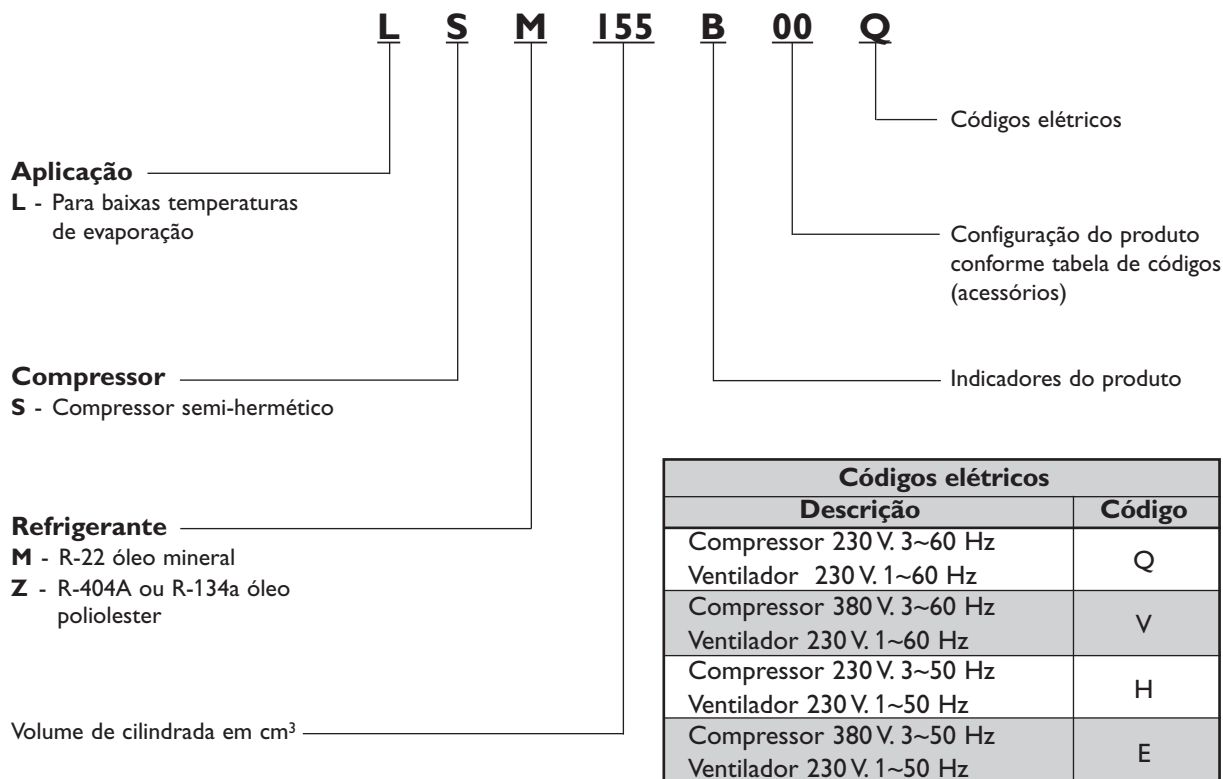 L S M 155 B 00 Q
Códigos elétricos
Aplicação
L - Para baixas temperaturas
de evaporação
Configuração do produto
conforme tabela de códigos
(acessórios)
Compressor
S - Compressor semi-hermético
Indicadores do produto
Refrigerante
M - R-22 óleo mineral
Z - R-404A ou R-134a óleo
poliolester
Volume de cilindrada em cm³
Códigos elétricos
Descrição Código
Compressor 230 V. 3~60 Hz
Ventilador 230 V. 1~60 Hz
Q
Compressor 380 V. 3~60 Hz
Ventilador 230 V. 1~60 Hz
V
Compressor 230 V. 3~50 Hz
Ventilador 230 V. 1~50 Hz
H
Compressor 380 V. 3~50 Hz
Ventilador 230 V. 1~50 Hz
E